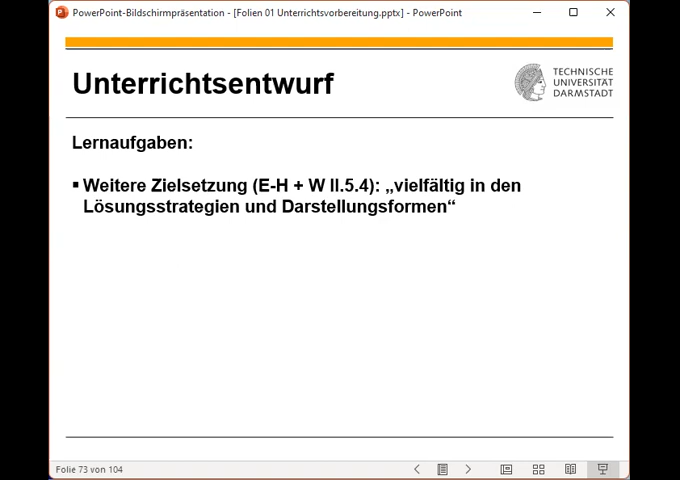 PowerPoint-Bildschirmpräsentation - [Folien 01 Unterrichtsvorbereitung.pptx] - PowerPoint
Unterrichtsentwurf
TECHNISCHE
UNIVERSITÄT
DARMSTADT
Lernaufgaben:
▪ Weitere Zielsetzung (E-H + W II.5.4): „vielfältig in den
Lösungsstrategien und Darstellungsformen“
Folie 73 von 104